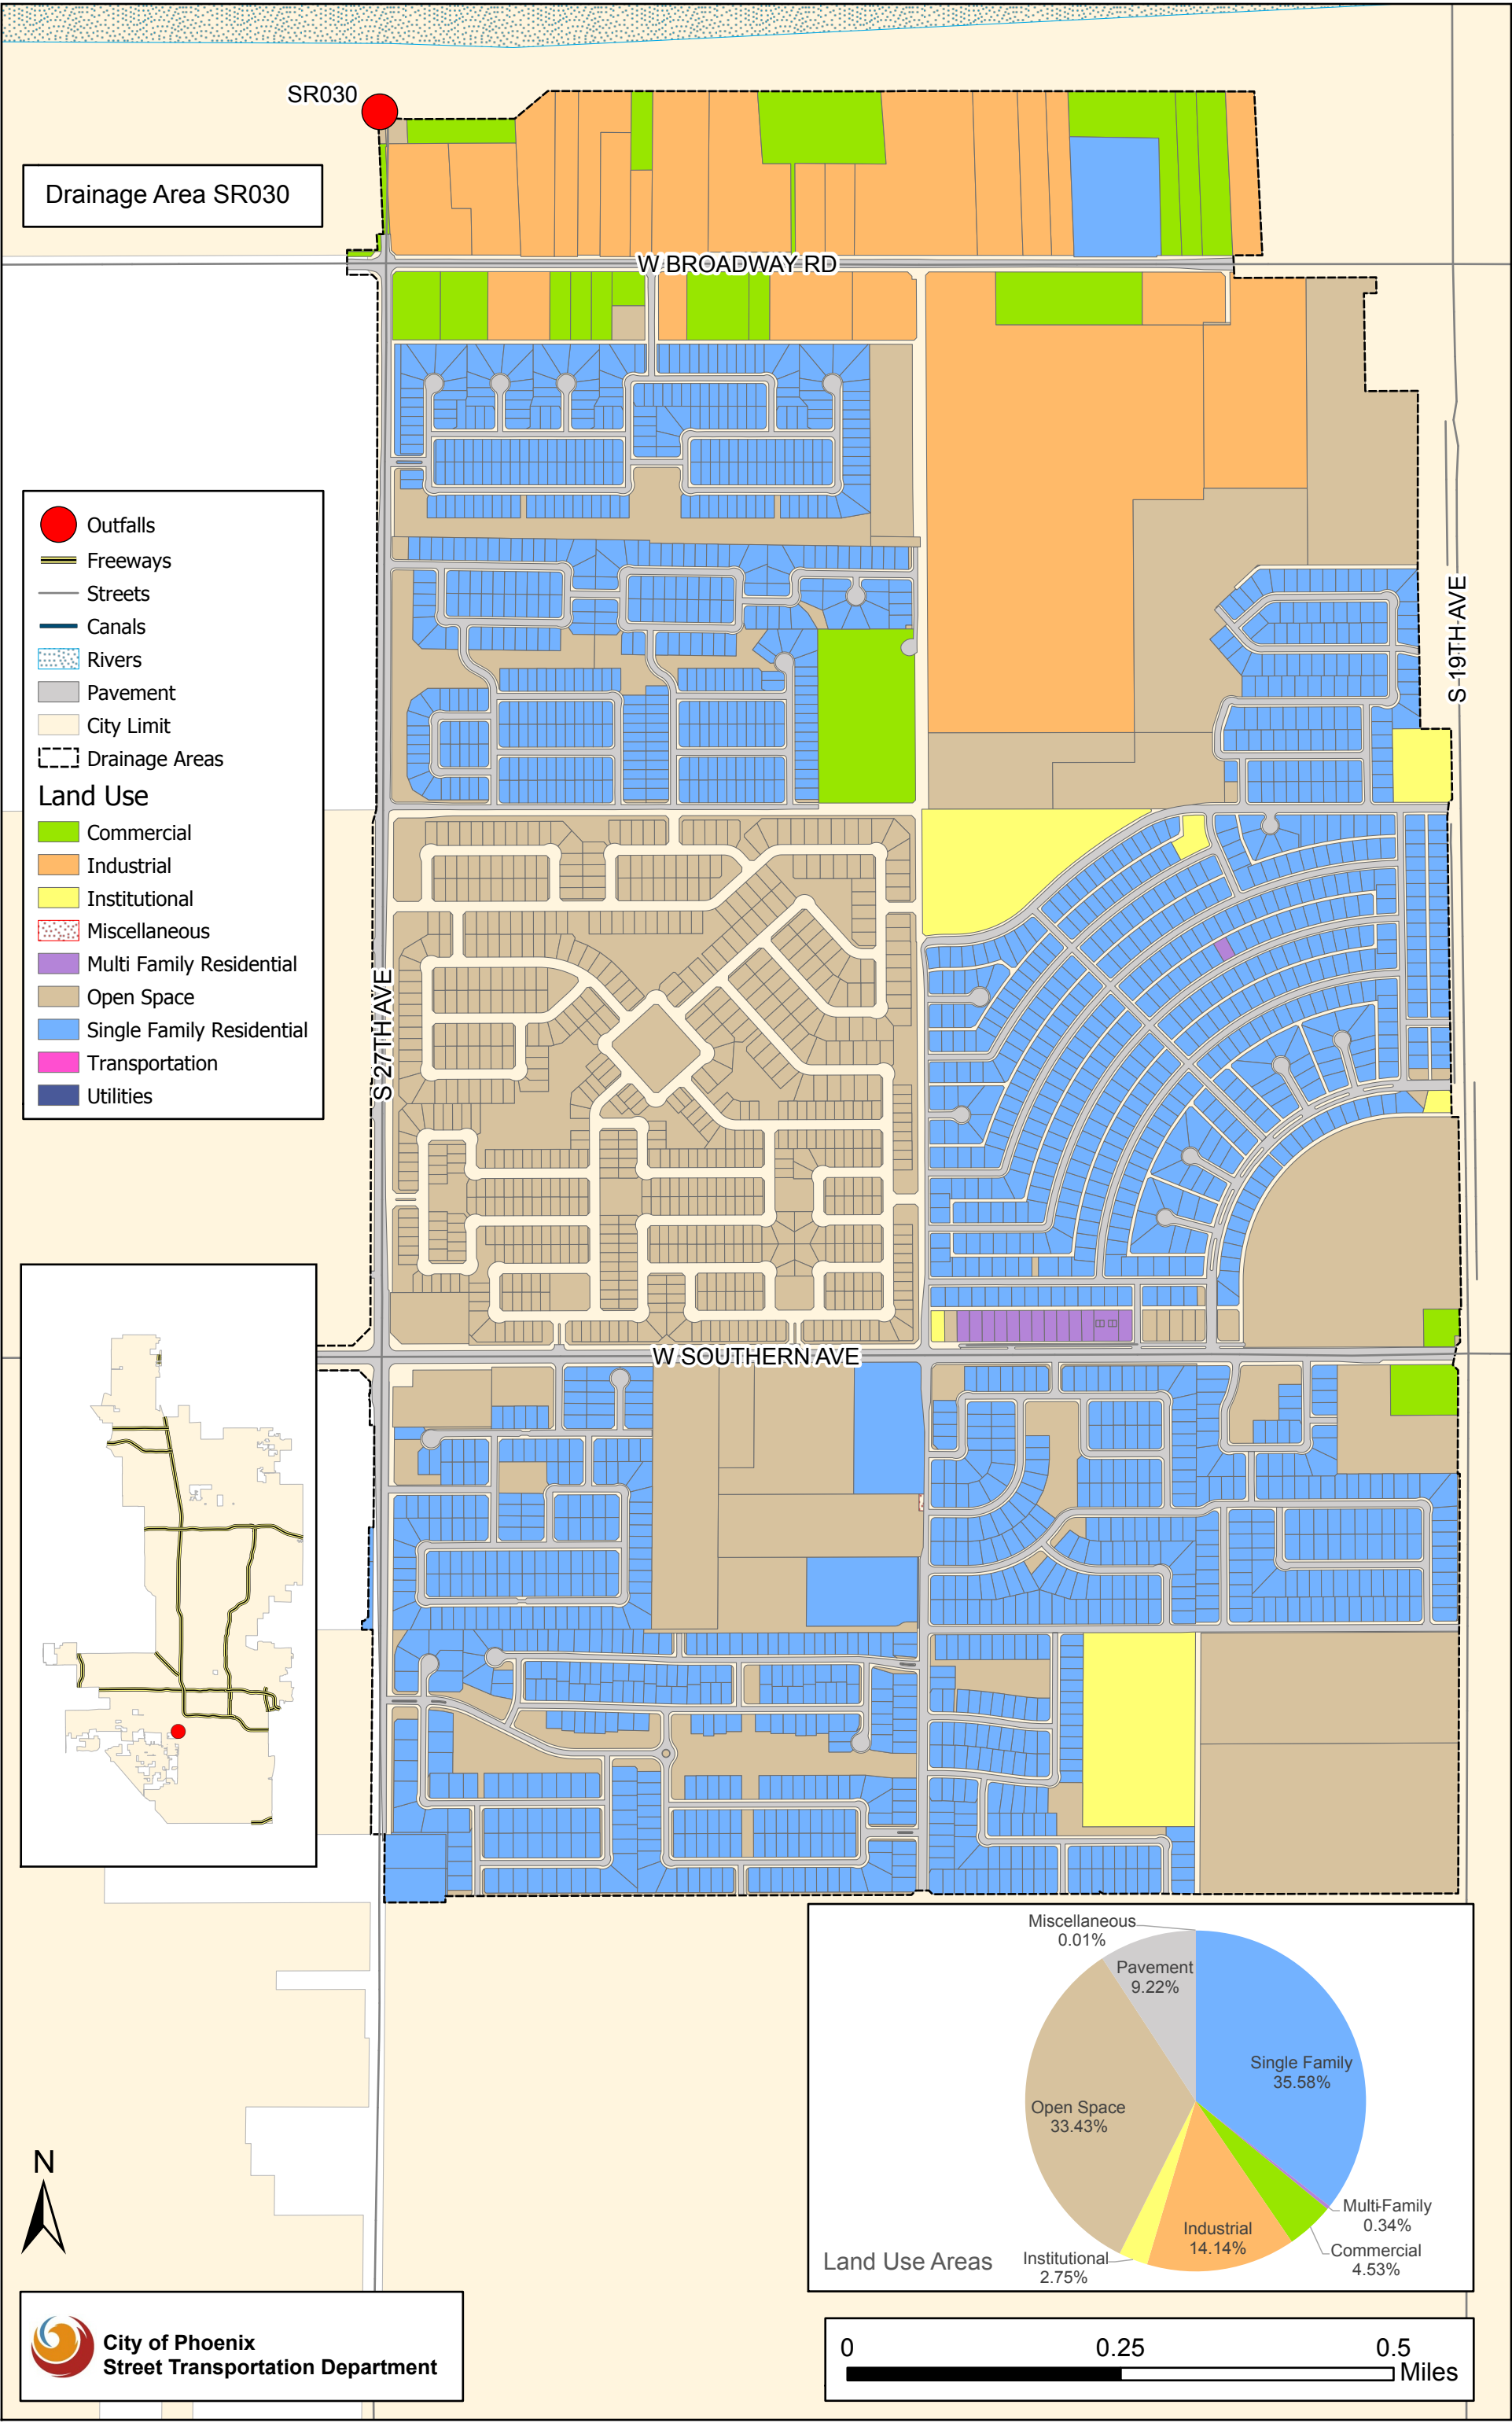 SR030
Drainage Area SR030
W BROADWAY RD
Outfalls
Freeways
Streets
Canals
Rivers
Pavement
City Limit
Drainage Areas
Land Use
Commercial
Industrial
Institutional
Miscellaneous
Multi Family Residential
Open Space
Single Family Residential
Transportation
Utilities
S 19TH AVE
S 27TH AVE
W SOUTHERN AVE
Miscellaneous
0.01%
Pavement
9.22%
Single Family
35.58%
Open Space
33.43%
Multi-Family
0.34%
Industrial
14.14%
Commercial
4.53%
Institutional
2.75%
Land Use Areas
N
City of Phoenix
Street Transportation Department
0 0.25 0.5
Miles